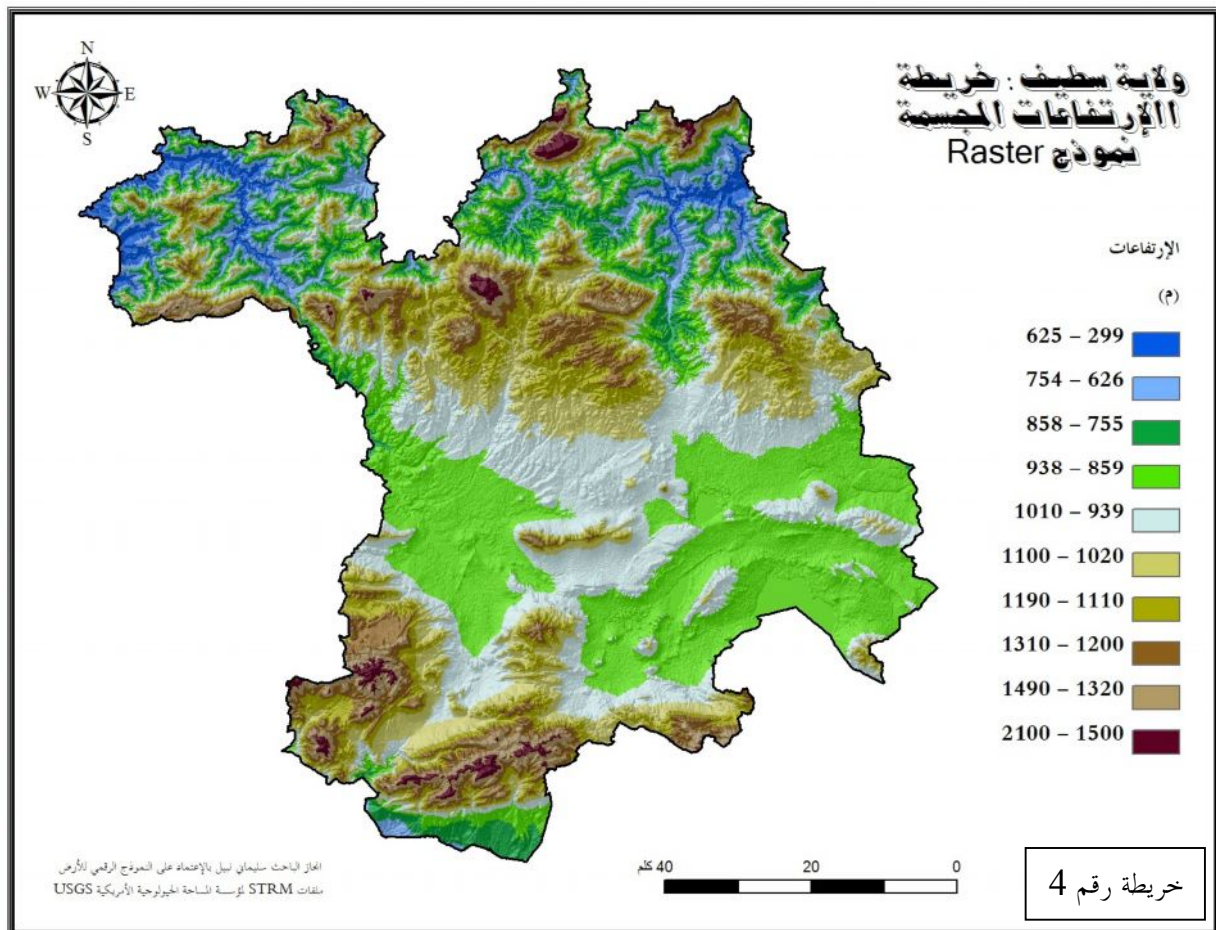 N
W E
S
ولاية سطيف : خريطة
االإرتفاعات المجسمة
نموذج Raster
الإرتفاعات
(م)
625 – 299
754 – 626
858 – 755
938 – 859
1010 – 939
1100 – 1020
1190 – 1110
1310 – 1200
1490 – 1320
2100 – 1500
انجاز الباحث سليماني نبيل بالإعتماد على النموذج الرقمي للأرض
ملفات STRM لمؤسسة المساحة الجيولوجية الأمريكية USGS
0 20 40 كلم
خريطة رقم 4